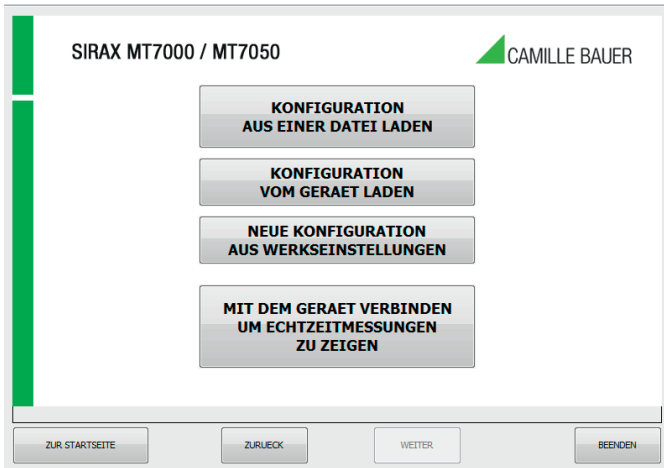 SIRAX MT7000 / MT7050
CAMILLE BAUER
KONFIGURATION
AUS EINER DATEI LADEN
KONFIGURATION
VOM GERAET LADEN
NEUE KONFIGURATION
AUS WERKSEINSTELLUNGEN
MIT DEM GERAET VERBINDEN
UM ECHTZEITMESSUNGEN
ZU ZEIGEN
ZUR STARTSEITE
ZURUECK
WEITER
BEENDEN